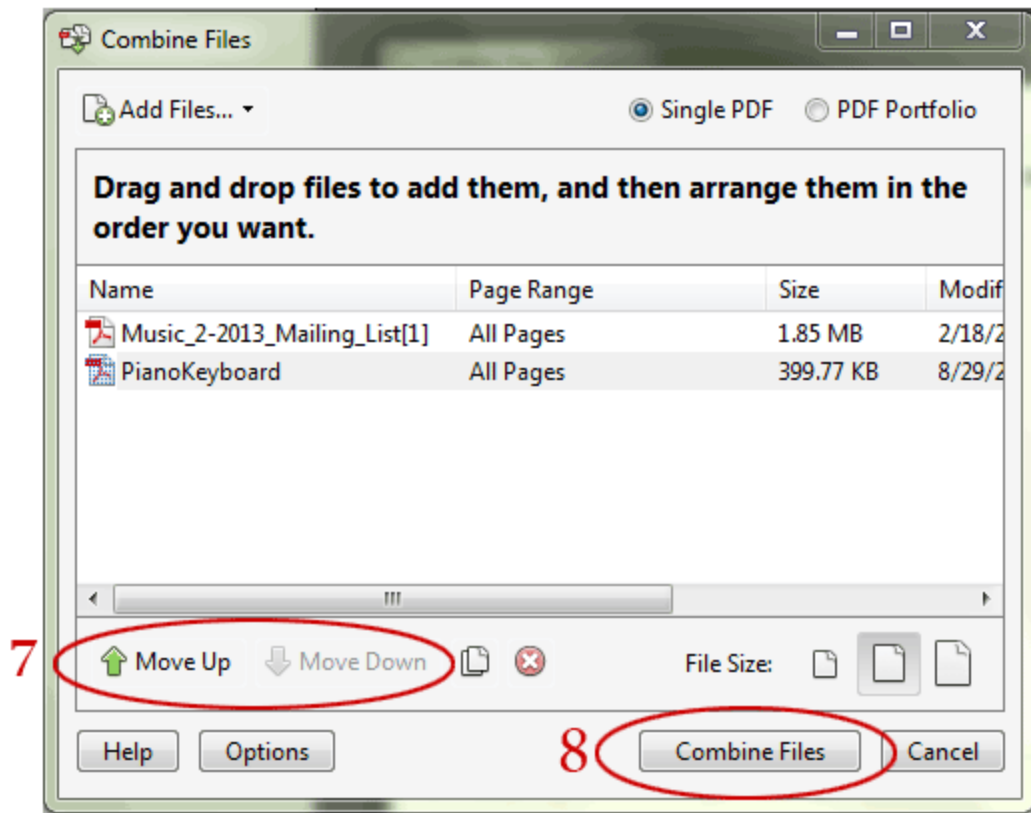 Combine Files
Add Files...
Single PDF
PDF Portfolio
Drag and drop files to add them, and then arrange them in the
order you want.
Name Page Range Size Modif
Music_2-2013_Mailing_List[1] All Pages 1.85 MB 2/18/2
PianoKeyboard All Pages 399.77 KB 8/29/2
7 Move Up Move Down File Size:
Help Options 8 Combine Files Cancel